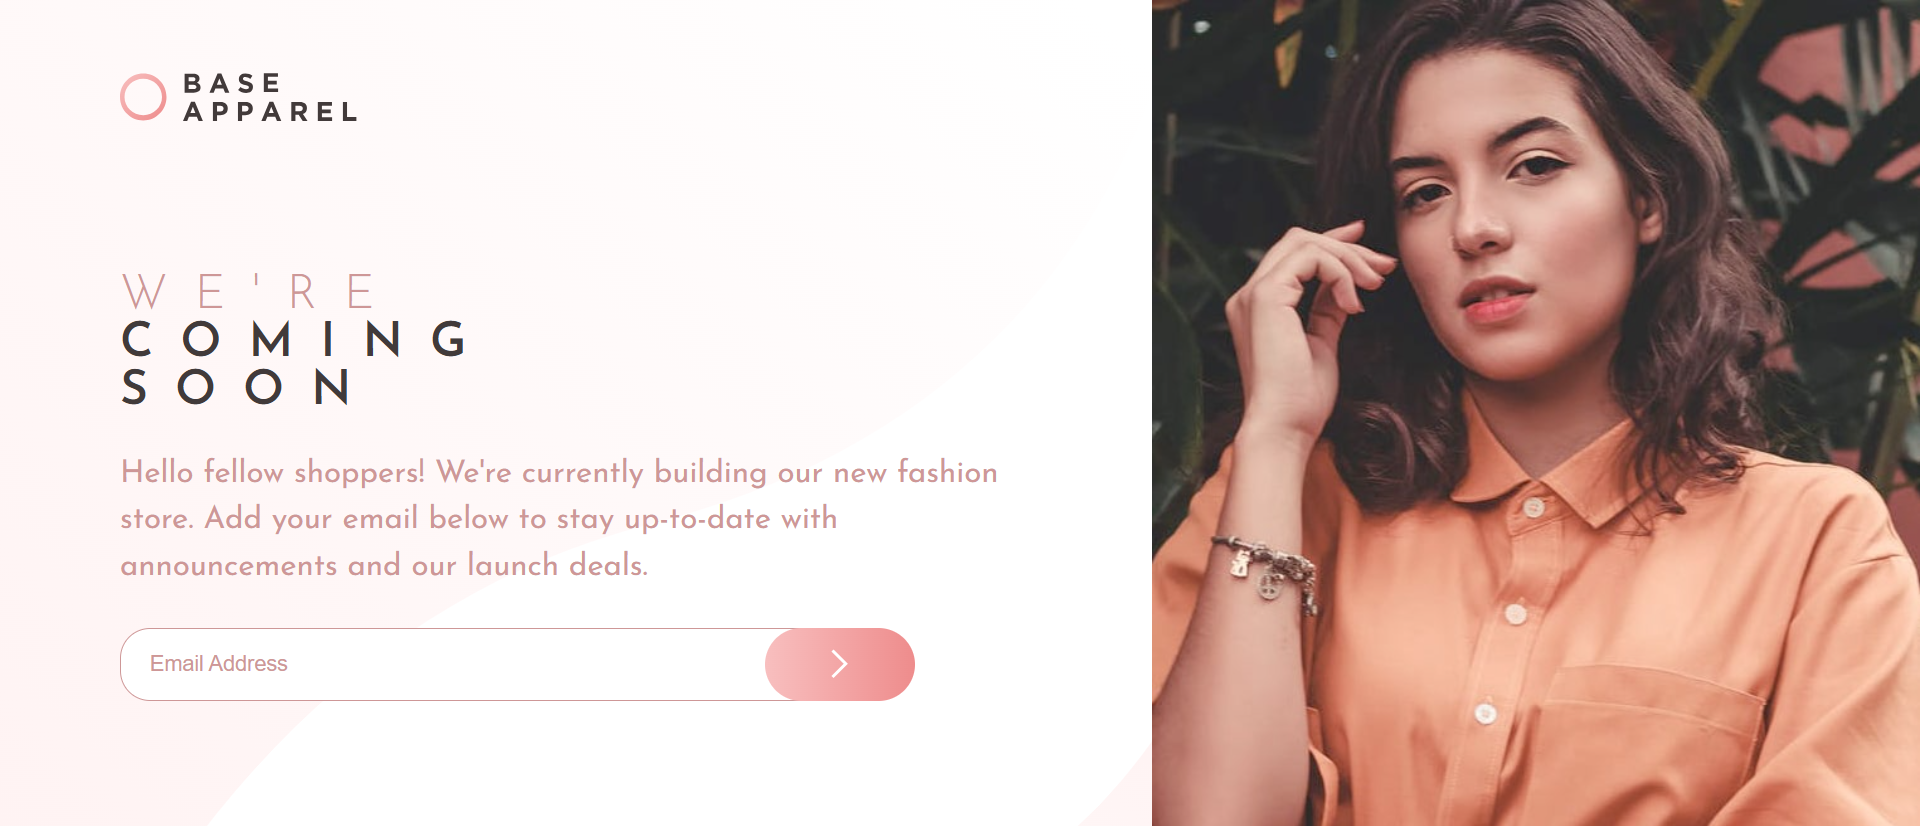 BASE
APPAREL
WE'RE
COMING
SOON
Hello fellow shoppers! We're currently building our new fashion
store. Add your email below to stay up-to-date with
announcements and our launch deals.
Email Address